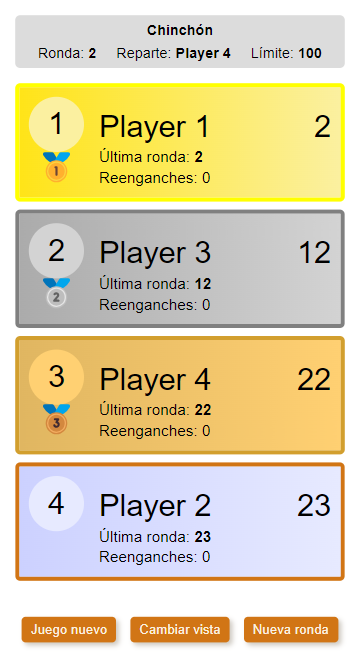 Chinchón
Ronda: 2 Reparte: Player 4 Límite: 100
1 Player 1 2
Última ronda: 2
1
Reenganches: 0
2 Player 3 12
Última ronda: 12
2
Reenganches: 0
3 Player 4 22
Última ronda: 22
3
Reenganches: 0
4 Player 2 23
Última ronda: 23
Reenganches: 0
Juego nuevo Cambiar vista Nueva ronda